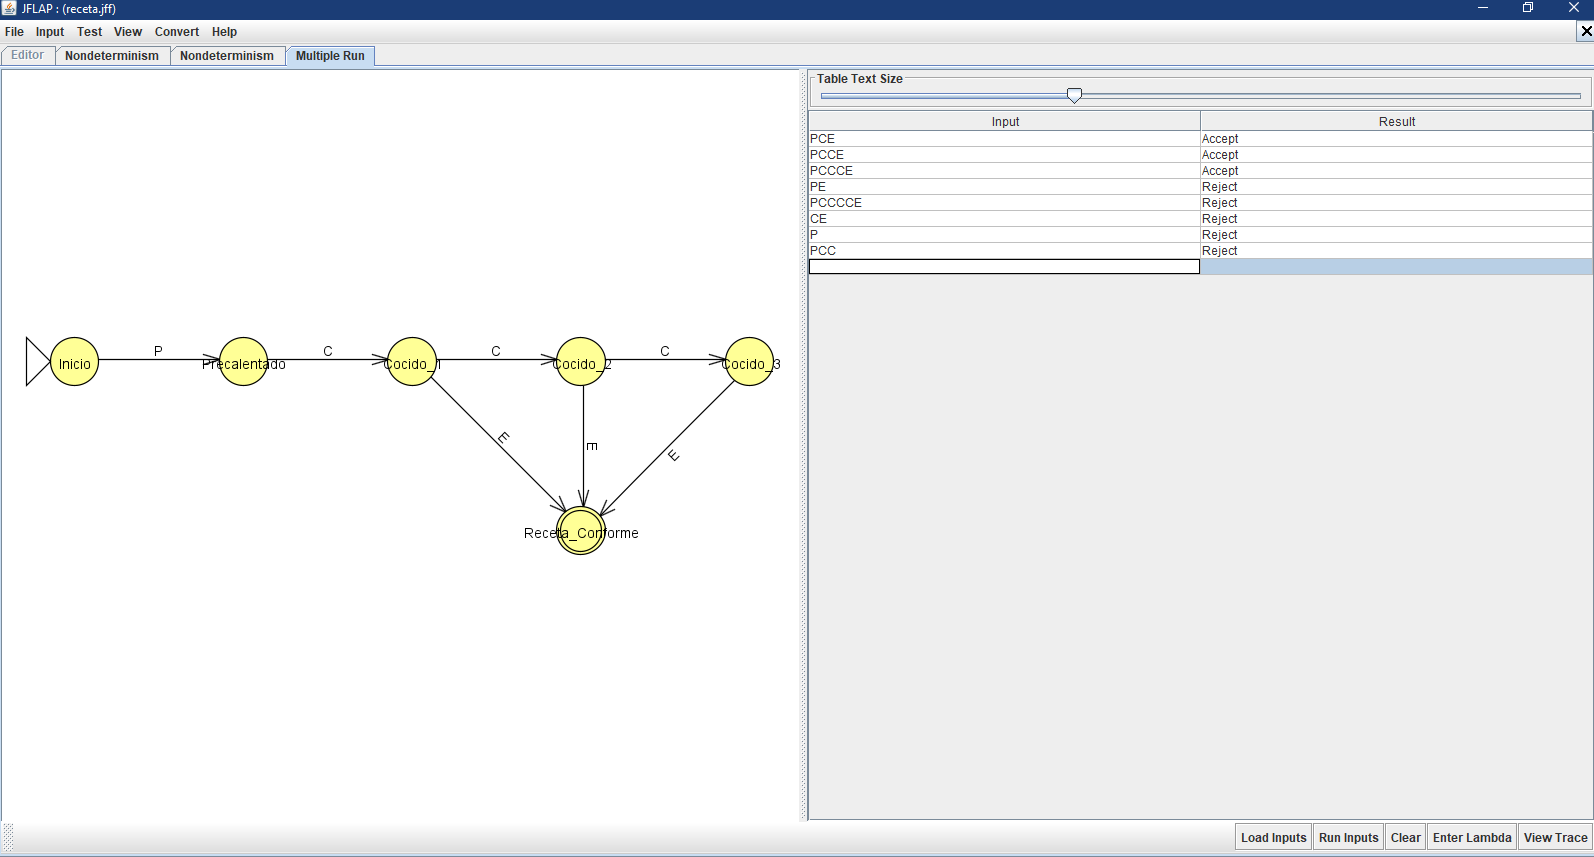 JFLAP : (receta.jff)
File Input Test View Convert Help
Editor Nondeterminism Nondeterminism Multiple Run
Table Text Size
Input Result
PCE Accept
PCCE Accept
PCCCE Accept
PE Reject
PCCCCE Reject
CE Reject
P Reject
PCC Reject
P C C C
Inicio Precalentado Cocido_1 Cocido_2 Cocido_3
E E E
Receta_Conforme
Load Inputs Run Inputs Clear Enter Lambda View Trace